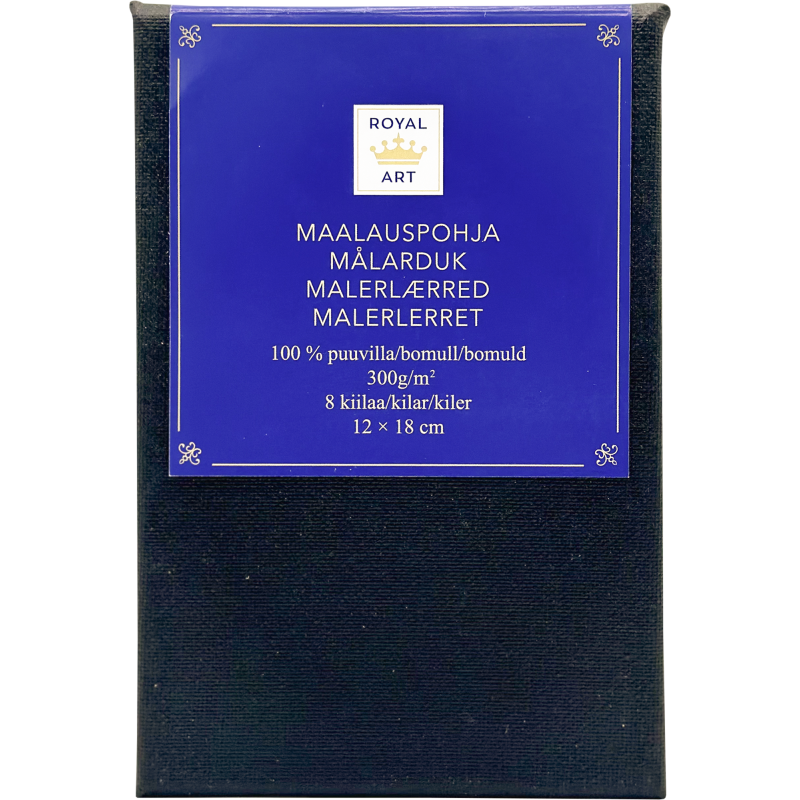 ROYAL
ART
MAALAUSPOHJA
MÅLARDUK
MALERLÆRRED
MALERLERRET
100 % puuvilla/bomull/bomuld
300g/m²
8 kiilaa/kilar/kiler
12 × 18 cm